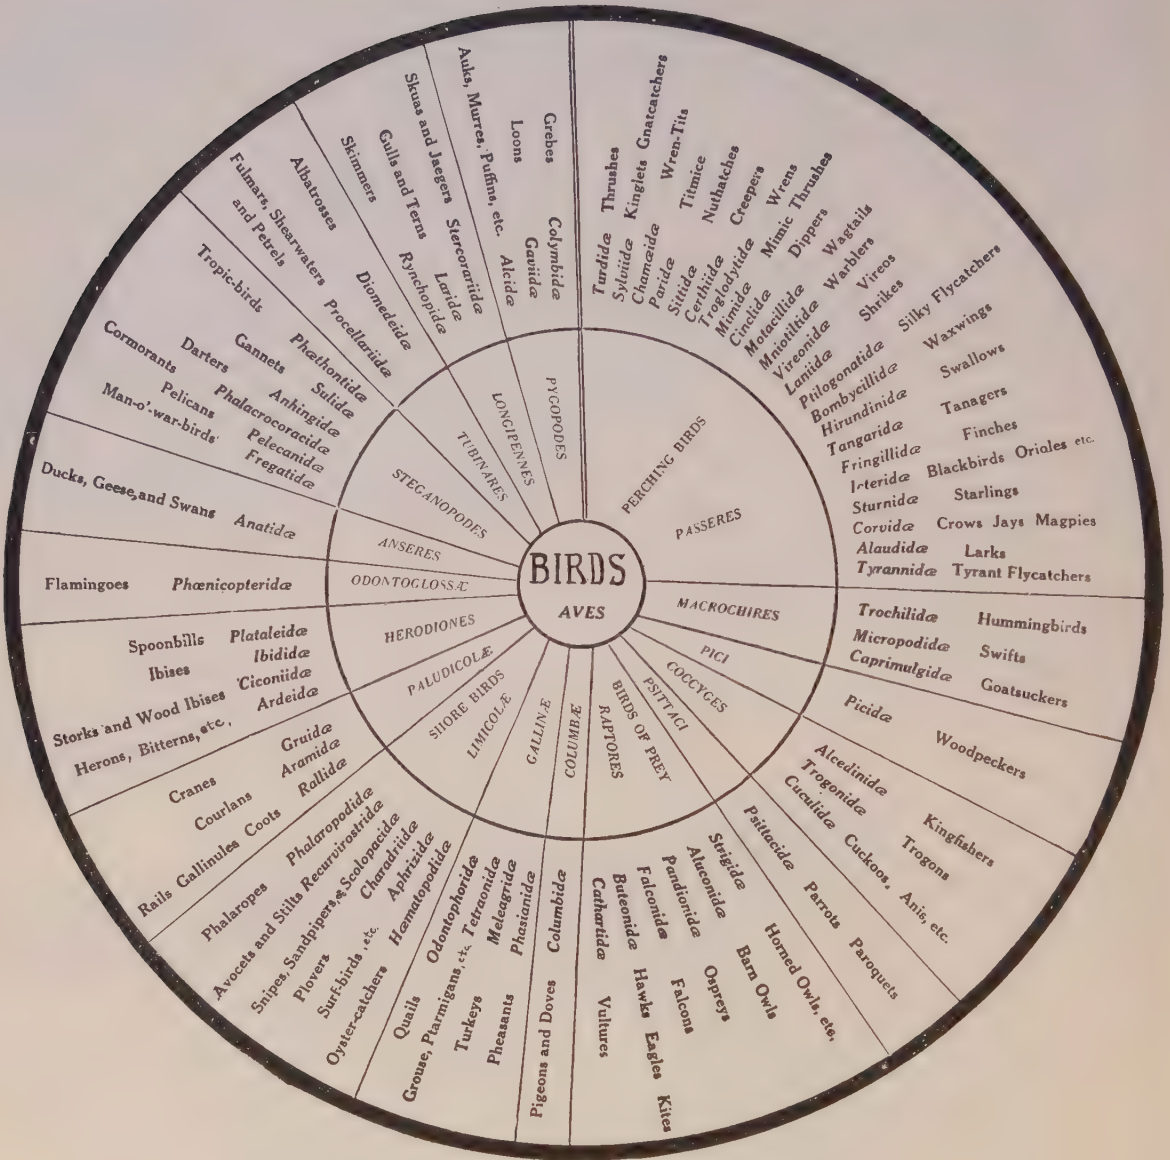 BIRDS
AVES
PERCHING BIRDS
PASSERES
MACROCHIRES
PICI
COCCYGES
PSITTACI
BIRDS OF PREY
RAPTORES
COLUMBÆ
GALLINÆ
SHORE BIRDS
LIMICOLÆ
PALUDICOLÆ
HERODIONES
ODONTOGLOSSÆ
ANSERES
STEGANOPODES
TUBINARES
LONGIPENNES
PYGOPODES
Turdidæ Thrushes
Sylviidæ Kinglets Gnatcatchers
Chamæidæ Wren-Tits
Paridæ Titmice
Sittidæ Nuthatches
Certhiidæ Creepers
Troglodytidæ Wrens
Mimidæ Mimic Thrushes
Cinclidæ Dippers
Motacillidæ Wagtails
Mniotiltidæ Warblers
Vireonidæ Vireos
Laniidæ Shrikes
Ptilogonatidæ Silky Flycatchers
Bombycillidæ Waxwings
Hirundinidæ Swallows
Tangaridæ Tanagers
Fringillidæ Finches
Icteridæ Blackbirds Orioles etc.
Sturnidæ Starlings
Corvidæ Crows Jays Magpies
Alaudidæ Larks
Tyrannidæ Tyrant Flycatchers
Trochilidæ Hummingbirds
Micropodidæ Swifts
Caprimulgidæ Goatsuckers
Picidæ Woodpeckers
Alcedinidæ Kingfishers
Trogonidæ Trogons
Cuculidæ Cuckoos, Anis, etc.
Psittacidæ Parrots Paroquets
Strigidæ Horned Owls, etc.
Aluconidæ Barn Owls
Pandionidæ Ospreys
Falconidæ Falcons
Buteonidæ Hawks Eagles Kites
Cathartidæ Vultures
Pigeons and Doves Columbidæ
Pheasants Phasianidæ
Turkeys Meleagridæ
Grouse, Ptarmigans, etc. Tetraonidæ
Quails Odontophoridæ
Oyster-catchers Hæmatopodidæ
Surf-birds, etc. Aphrizidæ
Plovers Charadriidæ
Snipes, Sandpipers, etc. Scolopacidæ
Avocets and Stilts Recurvirostridæ
Phalaropes Phalaropodidæ
Rails Gallinules Coots Rallidæ
Courlans Aramidæ
Cranes Gruidæ
Herons, Bitterns, etc. Ardeidæ
Storks and Wood Ibises Ciconiidæ
Ibises Ibididæ
Spoonbills Plataleidæ
Flamingoes Phœnicopteridæ
Ducks, Geese, and Swans Anatidæ
Man-o'-war-birds Fregatidæ
Pelicans Pelecanidæ
Cormorants Phalacrocoracidæ
Darters Anhingidæ
Gannets Sulidæ
Tropic-birds Phæthontidæ
Fulmars, Shearwaters
and Petrels Procellariidæ
Albatrosses Diomedeidæ
Skimmers Rynchopidæ
Gulls and Terns Laridæ
Skuas and Jaegers Stercorariidæ
Auks, Murres, Puffins, etc. Alcidæ
Loons Gaviidæ
Grebes Colymbidæ